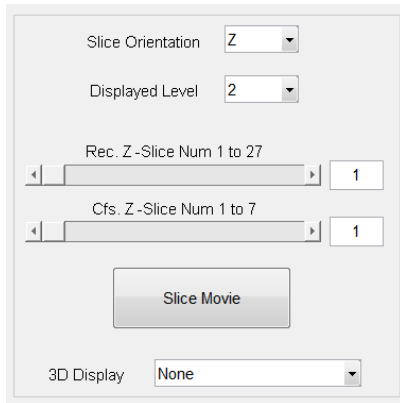 Slice Orientation Z
Displayed Level 2
Rec. Z -Slice Num 1 to 27
1
Cfs. Z -Slice Num 1 to 7
1
Slice Movie
3D Display None